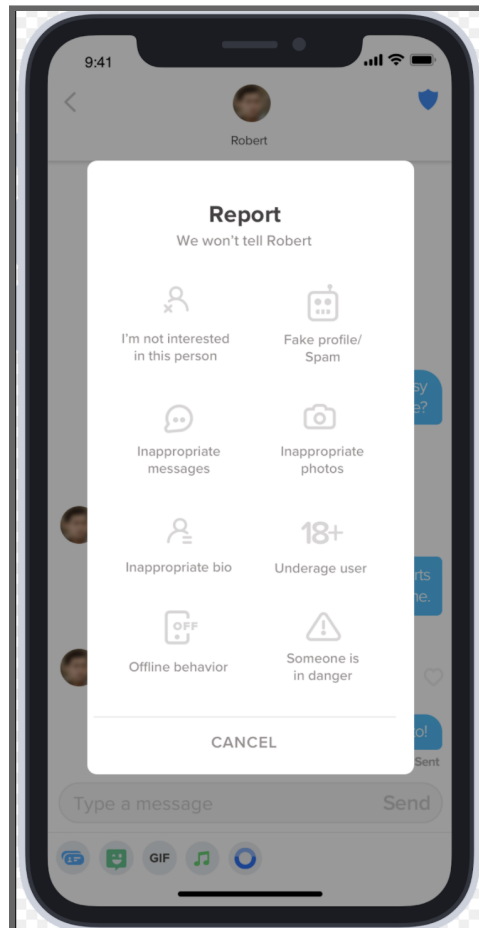 9:41
Robert
Report
We won't tell Robert
I'm not interested
in this person
Fake profile/
Spam
Inappropriate
messages
Inappropriate
photos
Inappropriate bio
18+
Underage user
OFF
Offline behavior
Someone is
in danger
CANCEL
Sent
Type a message
Send
GIF